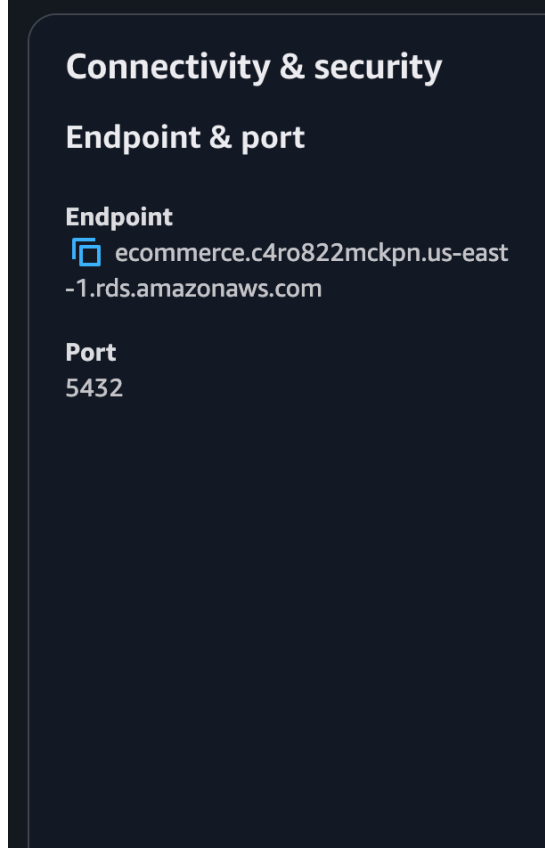 Connectivity & security
Endpoint & port
Endpoint
ecommerce.c4ro822mckpn.us-east
-1.rds.amazonaws.com
Port
5432